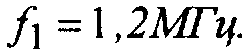 f₁ = 1,2МГц.